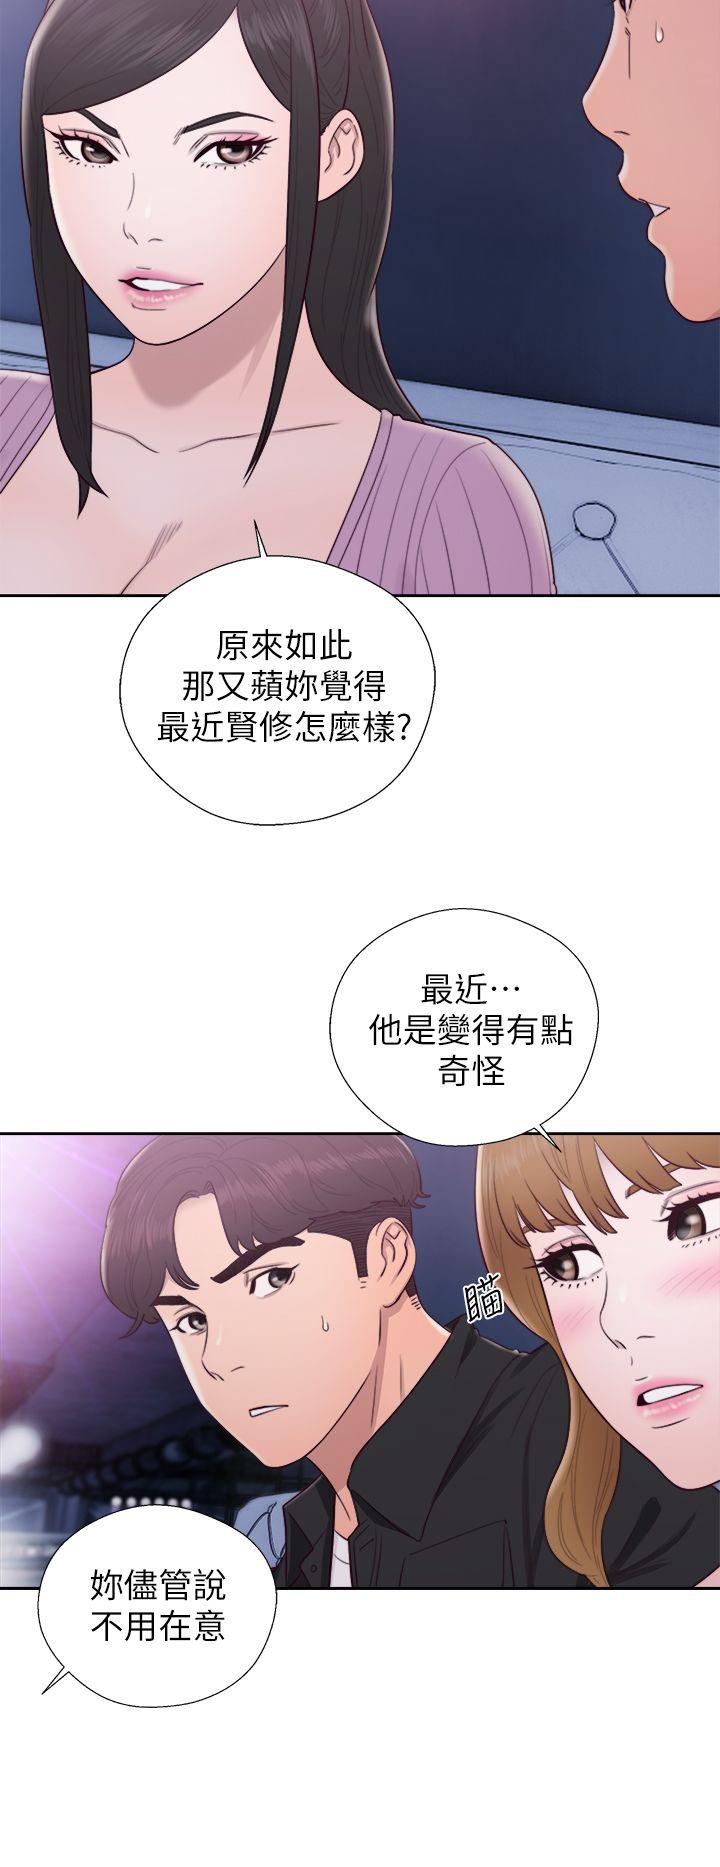 原來如此
那又蘋妳覺得
最近賢修怎麼樣?
最近…
他是變得有點
奇怪
瞄
妳儘管說
不用在意